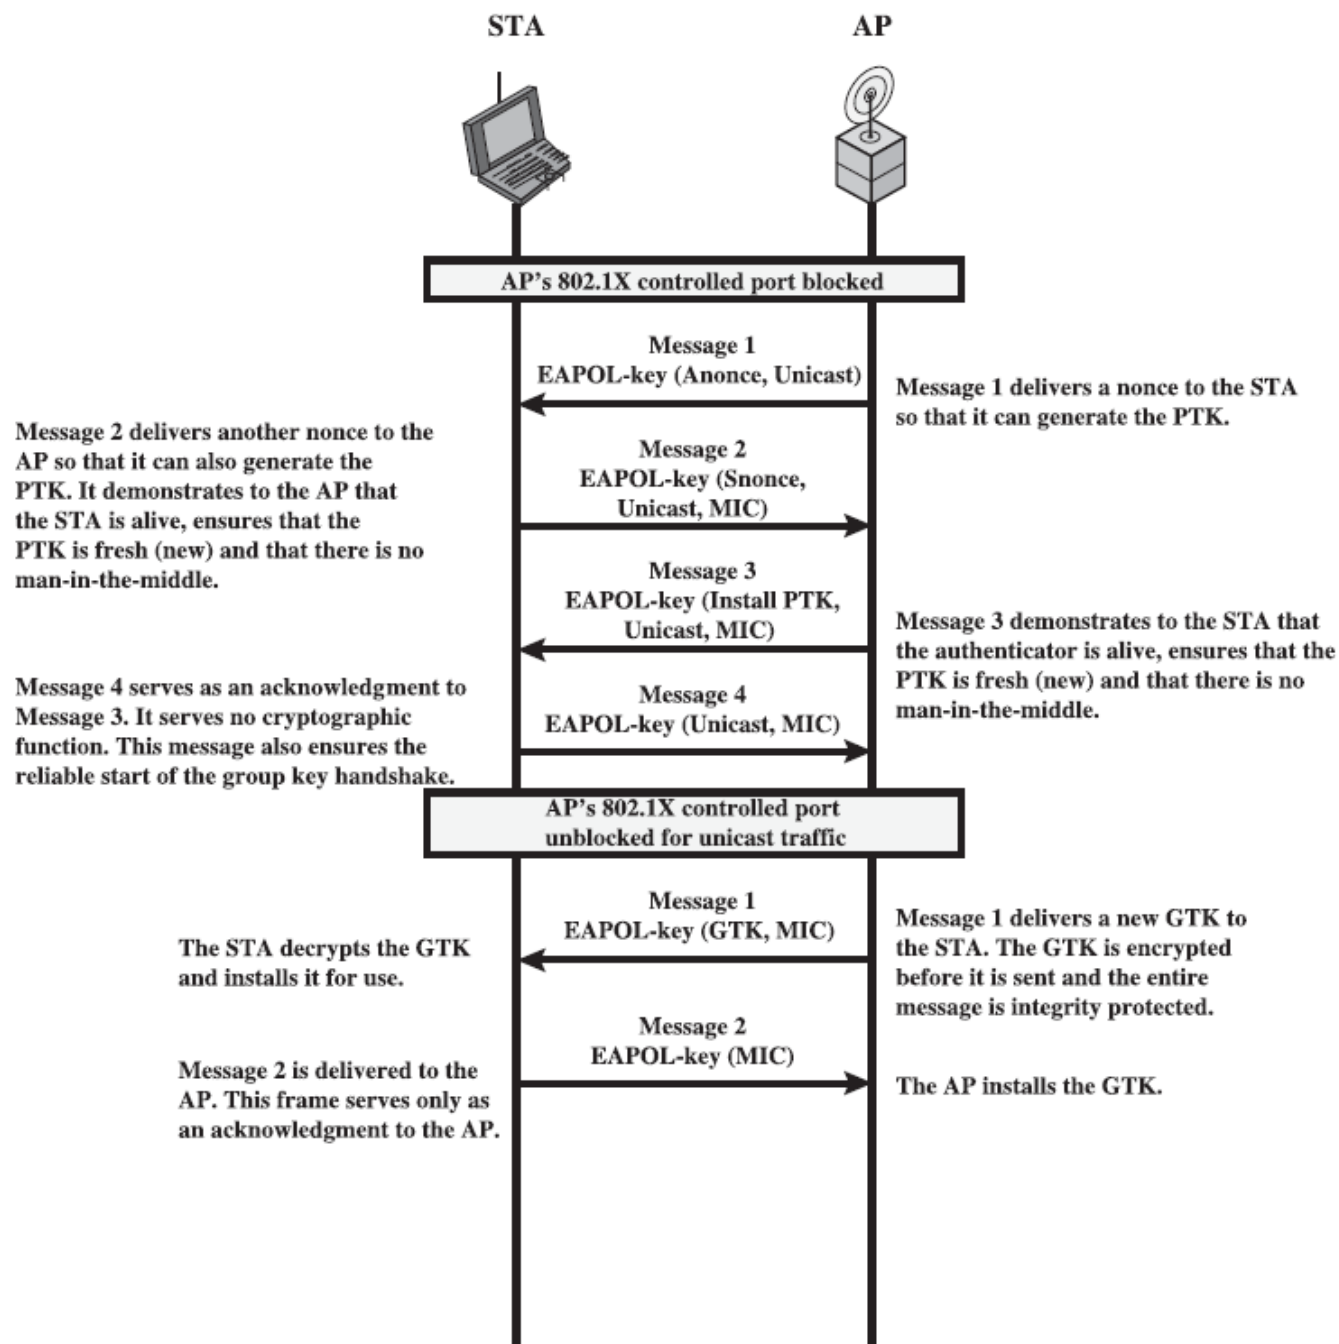 STA
AP
AP's 802.1X controlled port blocked
Message 1
EAPOL-key (Anonce, Unicast)
Message 1 delivers a nonce to the STA
so that it can generate the PTK.
Message 2 delivers another nonce to the
AP so that it can also generate the
PTK. It demonstrates to the AP that
the STA is alive, ensures that the
PTK is fresh (new) and that there is no
man-in-the-middle.
Message 2
EAPOL-key (Snonce,
Unicast, MIC)
Message 3
EAPOL-key (Install PTK,
Unicast, MIC)
Message 3 demonstrates to the STA that
the authenticator is alive, ensures that the
PTK is fresh (new) and that there is no
man-in-the-middle.
Message 4 serves as an acknowledgment to
Message 3. It serves no cryptographic
function. This message also ensures the
reliable start of the group key handshake.
Message 4
EAPOL-key (Unicast, MIC)
AP's 802.1X controlled port
unblocked for unicast traffic
Message 1
EAPOL-key (GTK, MIC)
Message 1 delivers a new GTK to
the STA. The GTK is encrypted
before it is sent and the entire
message is integrity protected.
The STA decrypts the GTK
and installs it for use.
Message 2
EAPOL-key (MIC)
Message 2 is delivered to the
AP. This frame serves only as
an acknowledgment to the AP.
The AP installs the GTK.